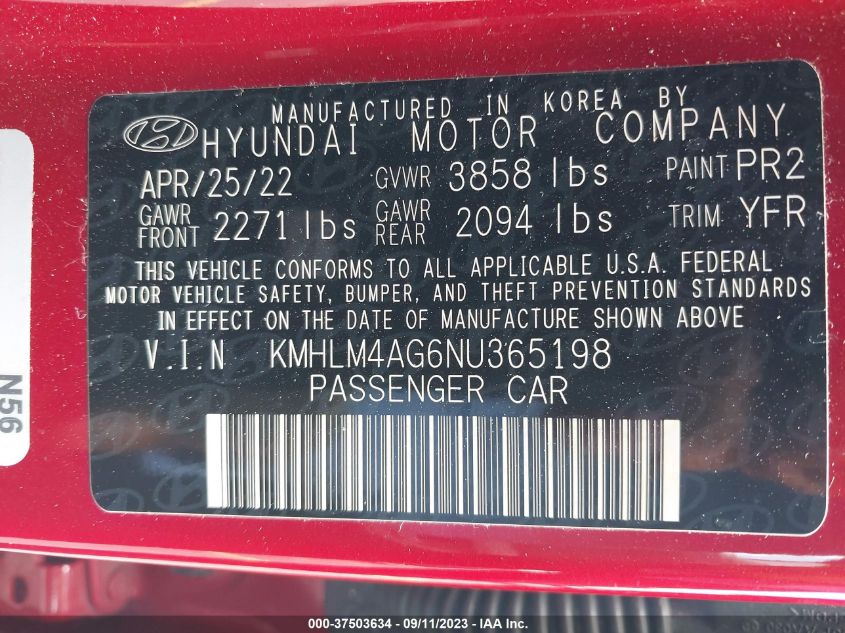 MANUFACTURED IN KOREA BY
HYUNDAI MOTOR COMPANY
APR/25/22 GVWR 3858 lbs PAINT PR2
GAWR FRONT 2271 lbs GAWR REAR 2094 lbs TRIM YFR
THIS VEHICLE CONFORMS TO ALL APPLICABLE U.S.A. FEDERAL
MOTOR VEHICLE SAFETY, BUMPER, AND THEFT PREVENTION STANDARDS
IN EFFECT ON THE DATE OF MANUFACTURE SHOWN ABOVE
V.I.N KMHLM4AG6NU365198
PASSENGER CAR
N56
000-37503634 - 09/11/2023 - IAA Inc.